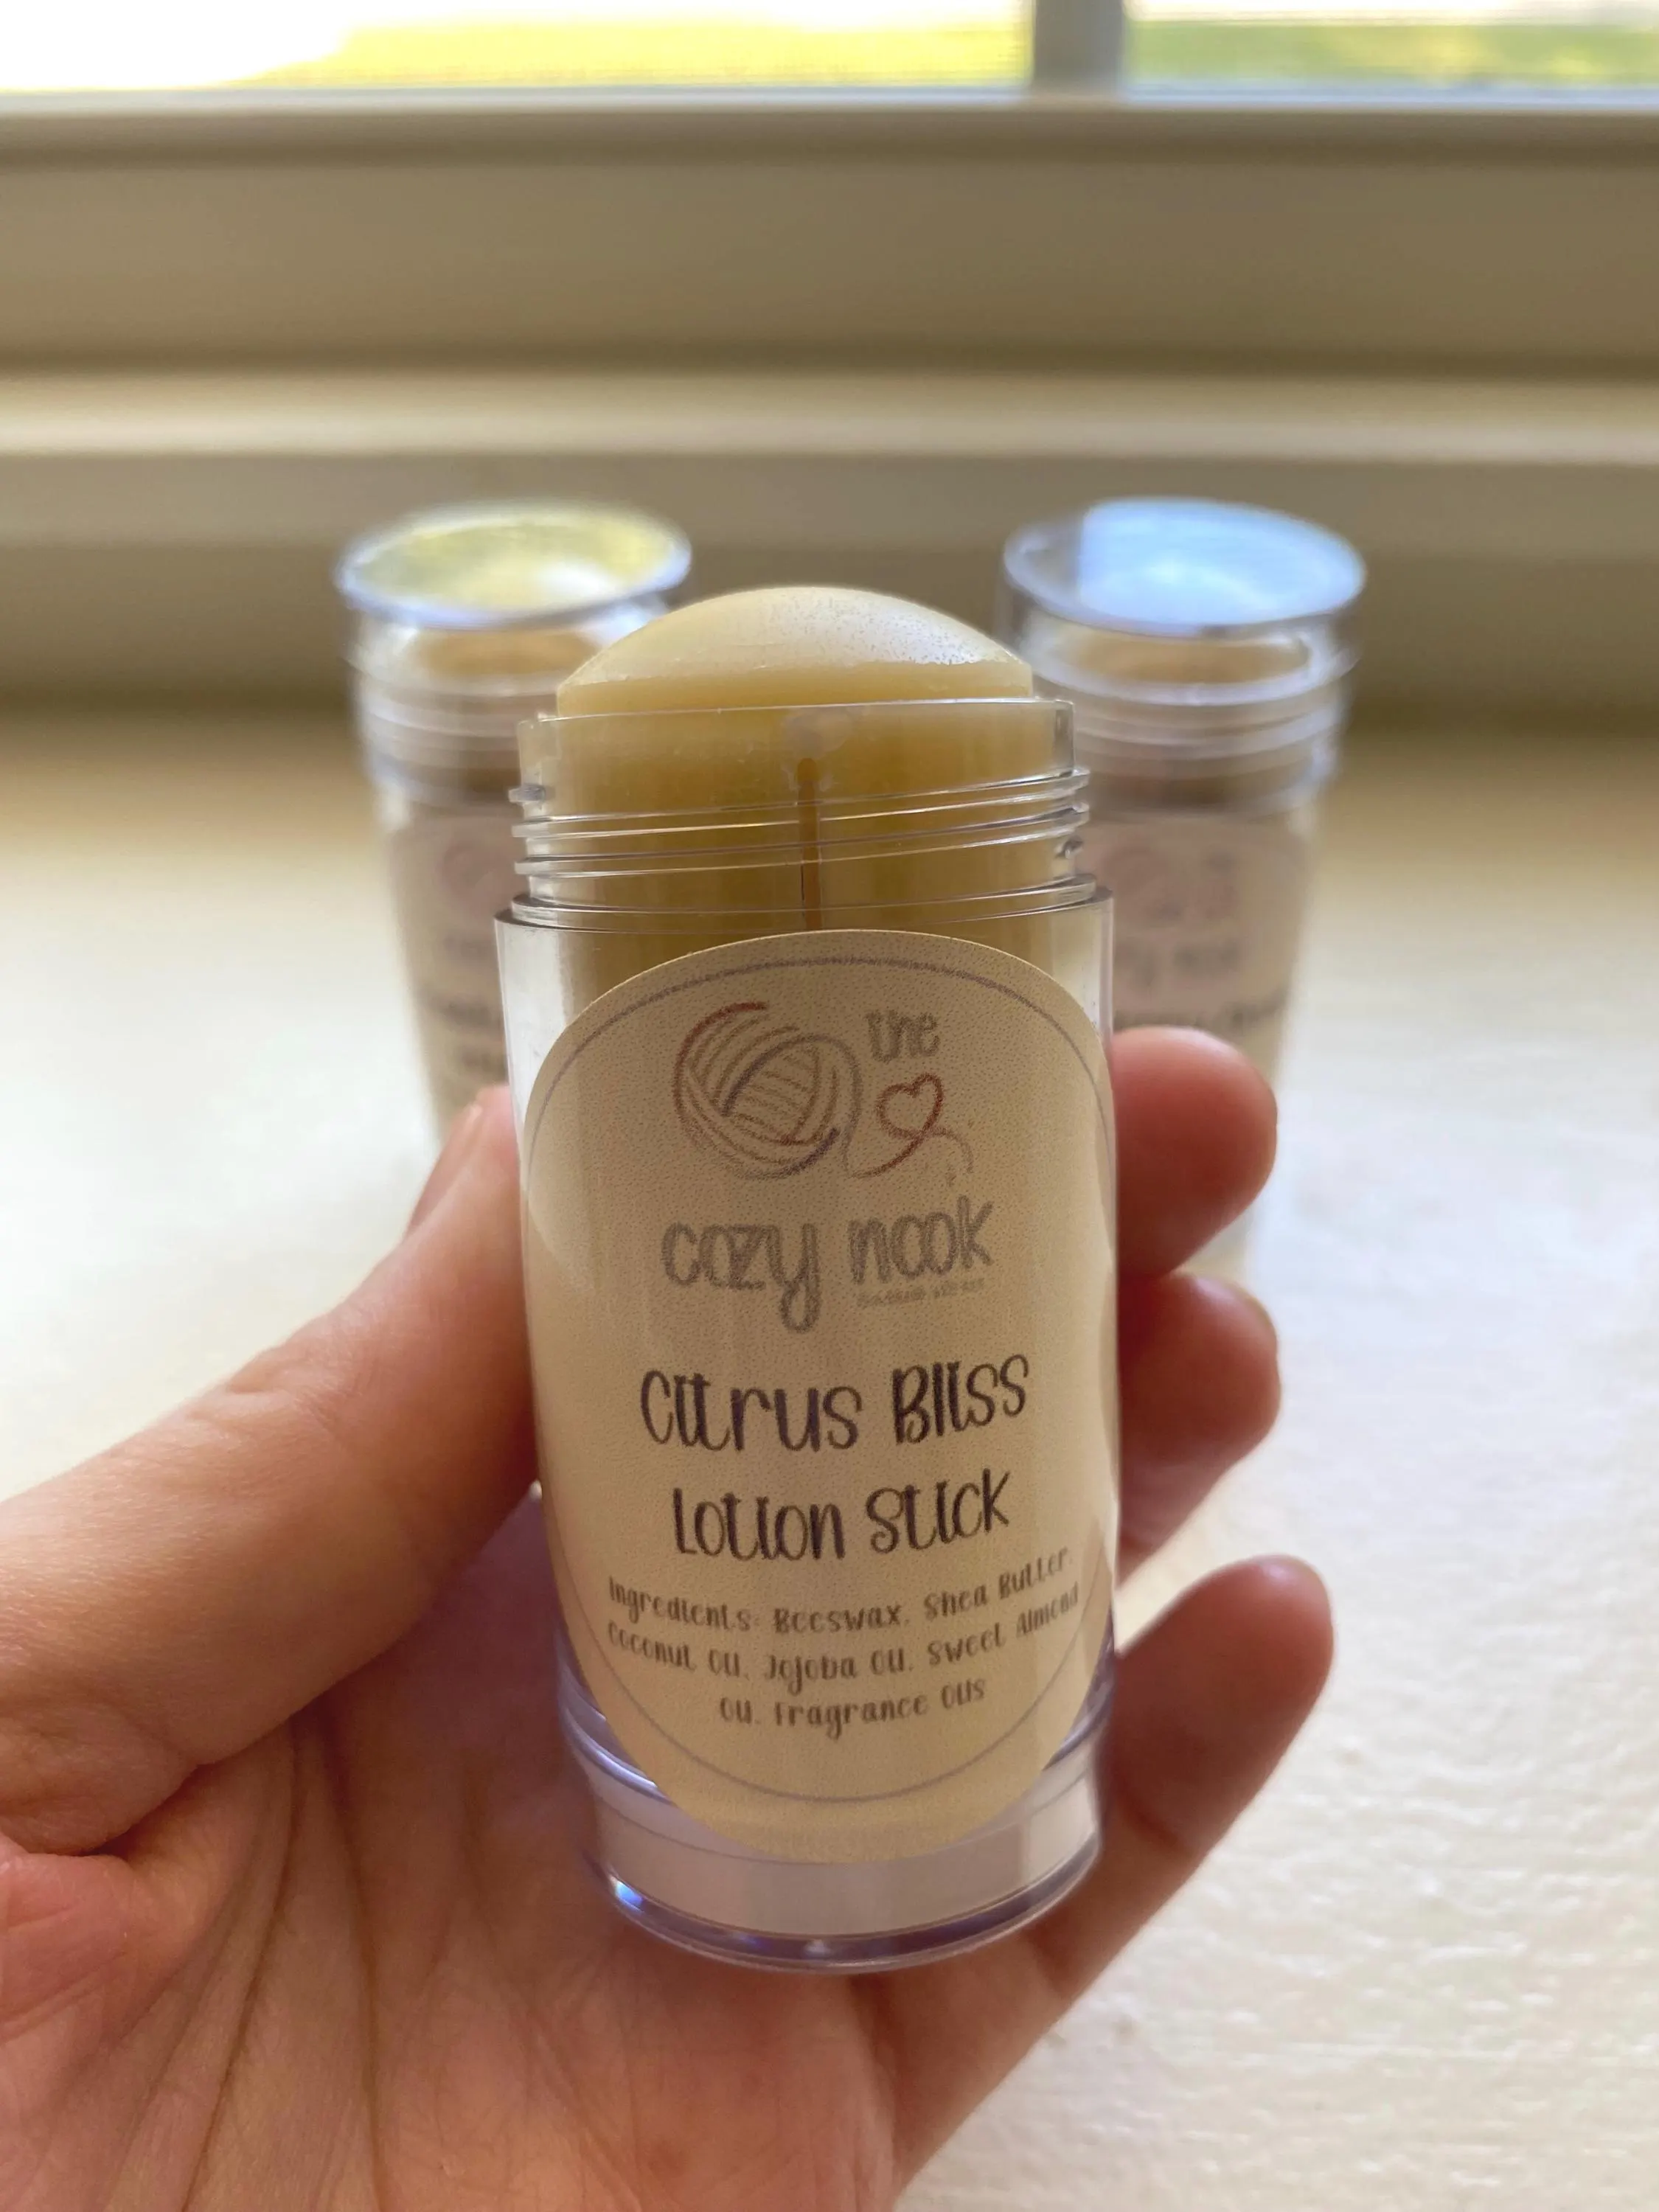 the
cozy nook
Citrus Bliss
Lotion Stick
Ingredients: Beeswax, Shea Butter,
Coconut Oil, Jojoba Oil, Sweet Almond
Oil, Fragrance Oils